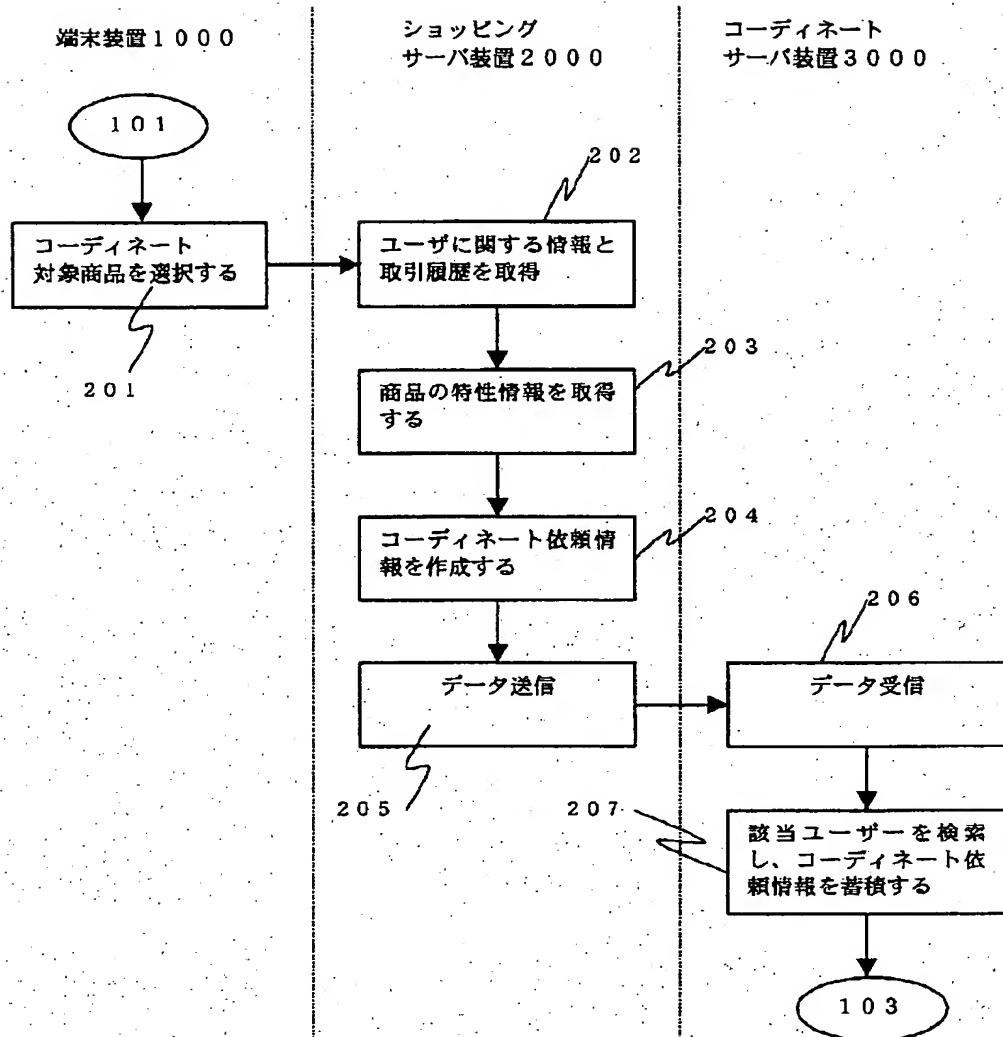 端末装置1000
ショッピング
サーバ装置2000
コーディネート
サーバ装置3000
101
202
コーディネート
対象商品を選択する
ユーザに関する情報と
取引履歴を取得
201
203
商品の特性情報を取得
する
204
コーディネート依頼情
報を作成する
206
データ送信
データ受信
205
207
該当ユーザーを検索
し、コーディネート依
頼情報を蓄積する
103